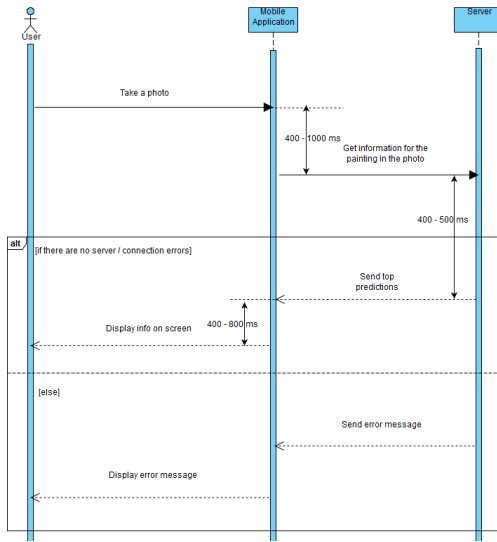 User
Mobile
Application
Server
Take a photo
400 - 1000 ms
Get information for the
painting in the photo
400 - 500 ms
alt
[if there are no server / connection errors]
Send top
predictions
400 - 800 ms
Display info on screen
[else]
Send error message
Display error message